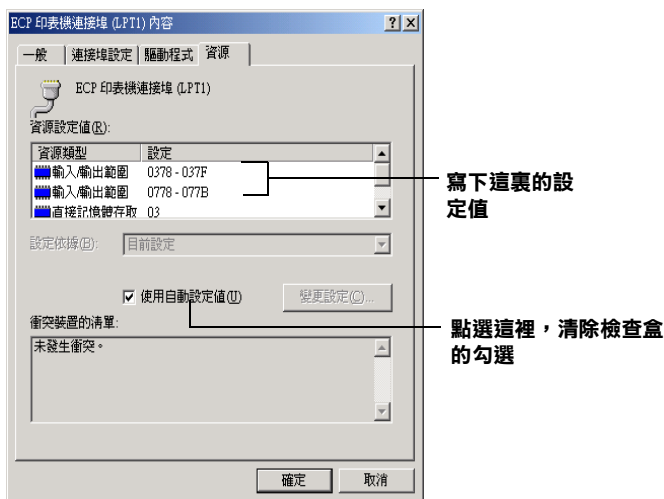 ECP 印表機連接埠 (LPT1) 內容
一般 連接埠設定 驅動程式 資源
ECP 印表機連接埠 (LPT1)
資源設定值(R):
資源類型 設定
輸入/輸出範圍 0378 - 037F
輸入/輸出範圍 0778 - 077B
直接記憶體存取 03
寫下這裏的設
定值
設定依據(B): 目前設定
使用自動設定值(U) 變更設定(C)...
衝突裝置的清單:
未發生衝突。
點選這裡，清除檢查盒
的勾選
確定 取消